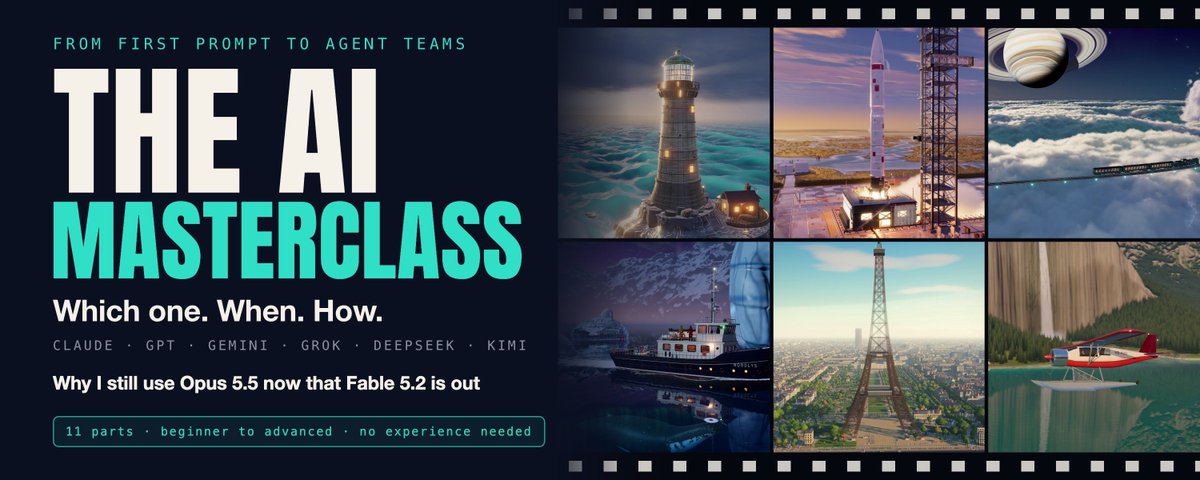 FROM FIRST PROMPT TO AGENT TEAMS
THE AI
MASTERCLASS
Which one. When. How.
CLAUDE · GPT · GEMINI · GROK · DEEPSEEK · KIMI
Why I still use Opus 5.5 now that Fable 5.2 is out
11 parts · beginner to advanced · no experience needed
NORDLYS